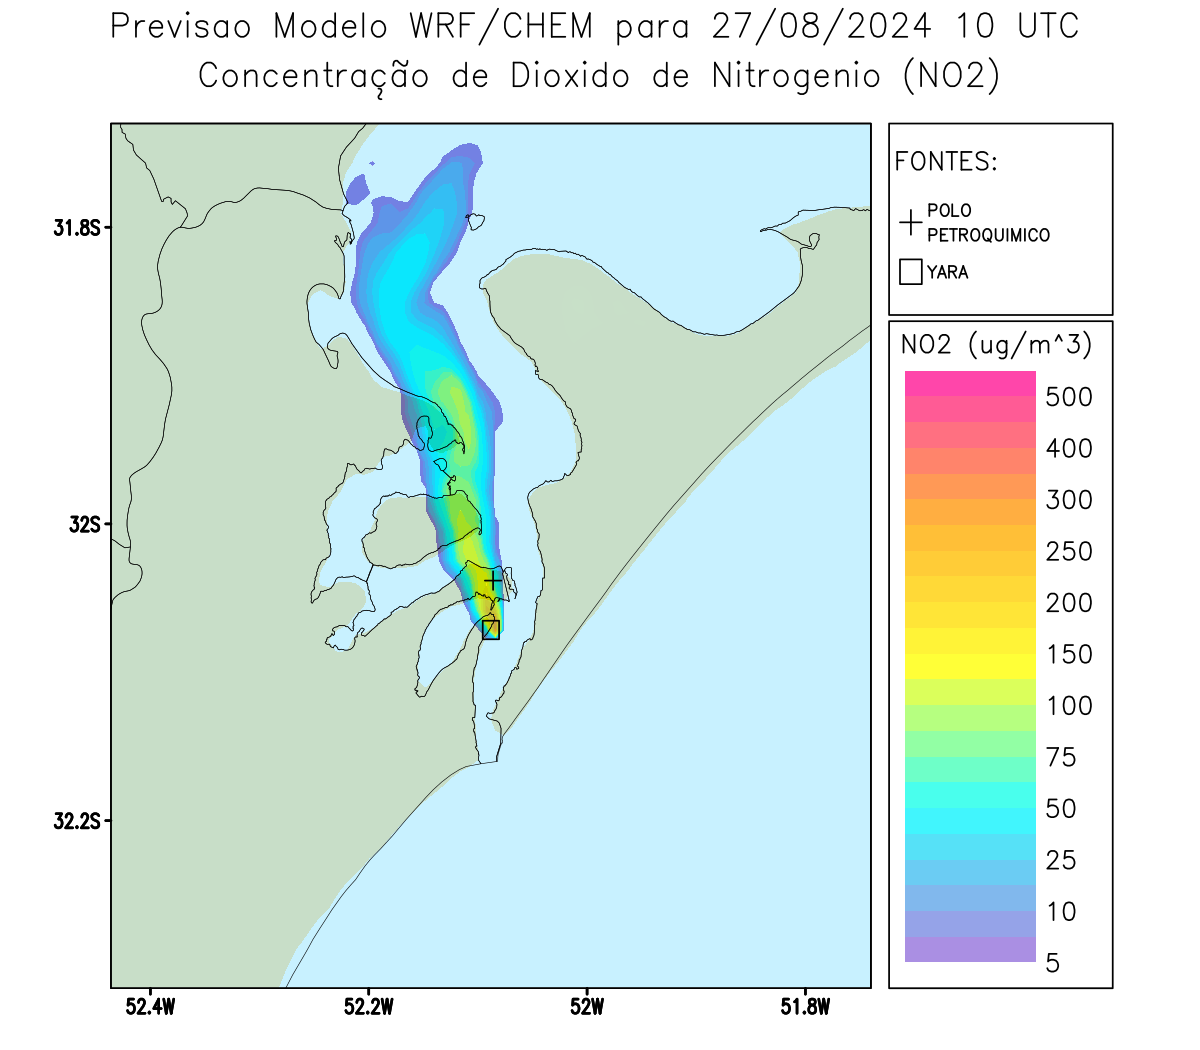 Previsao Modelo WRF/CHEM para 27/08/2024 10 UTC
Concentração de Dioxido de Nitrogenio (NO2)
FONTES:
POLO
PETROQUIMICO
YARA
NO2 (ug/m^3)
500
400
300
250
200
150
100
75
50
25
10
5
31.8S
32S
32.2S
52.4W
52.2W
52W
51.8W